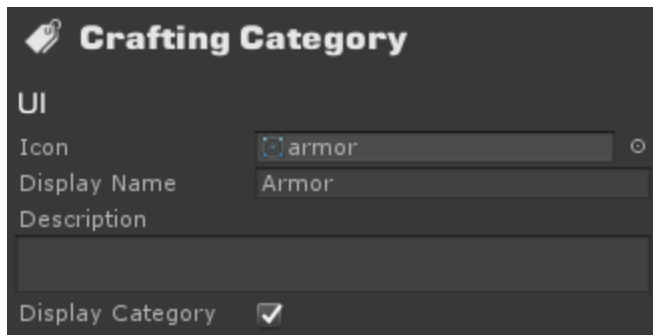 Crafting Category
UI
Icon armor
Display Name Armor
Description
Display Category